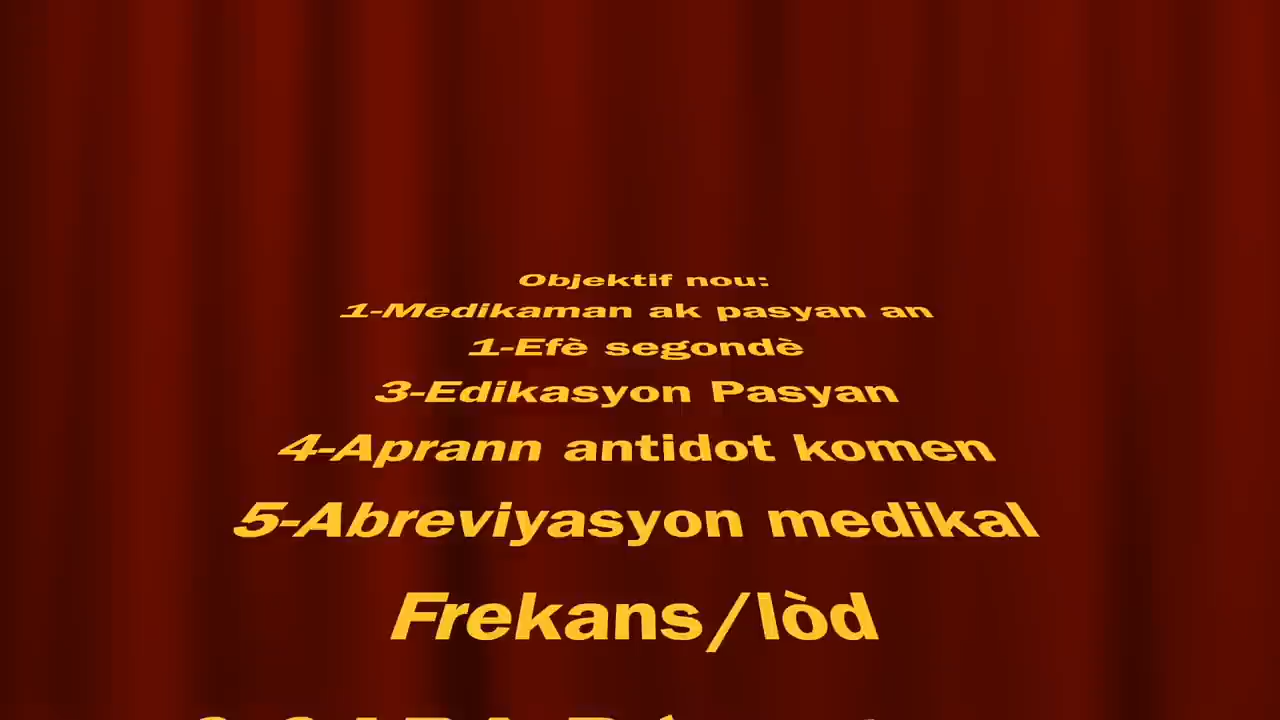 Objektif nou:
1-Medikaman ak pasyan an
1-Efè segondè
3-Edikasyon Pasyan
4-Aprann antidot komen
5-Abreviyasyon medikal
Frekans/lòd